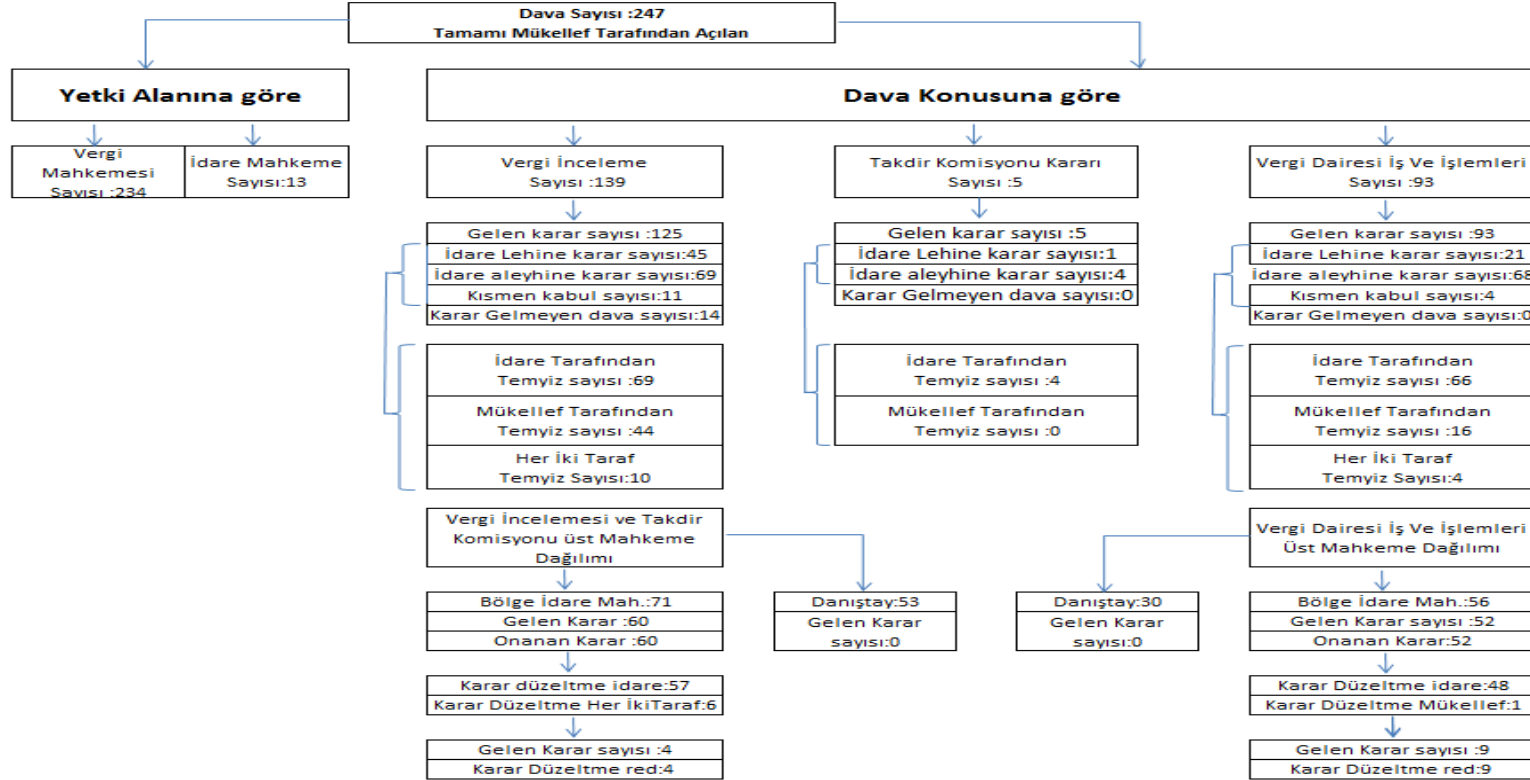 Dava Sayısı :247
Tamamı Mükellef Tarafından Açılan
Yetki Alanına göre
Dava Konusuna göre
Vergi
Mahkemesi
Sayısı :234
İdare Mahkeme
Sayısı:13
Vergi İnceleme
Sayısı :139
Takdir Komisyonu Kararı
Sayısı :5
Vergi Dairesi İş Ve İşlemleri
Sayısı :93
Gelen karar sayısı :125
İdare Lehine karar sayısı:45
İdare aleyhine karar sayısı:69
Kısmen kabul sayısı:11
Karar Gelmeyen dava sayısı:14
Gelen karar sayısı :5
İdare Lehine karar sayısı:1
İdare aleyhine karar sayısı:4
Karar Gelmeyen dava sayısı:0
Gelen karar sayısı :93
İdare Lehine karar sayısı:21
İdare aleyhine karar sayısı:68
Kısmen kabul sayısı:4
Karar Gelmeyen dava sayısı:0
İdare Tarafından
Temyiz sayısı :69
Mükellef Tarafından
Temyiz sayısı :44
Her İki Taraf
Temyiz Sayısı:10
İdare Tarafından
Temyiz sayısı :4
Mükellef Tarafından
Temyiz sayısı :0
İdare Tarafından
Temyiz sayısı :66
Mükellef Tarafından
Temyiz sayısı :16
Her İki Taraf
Temyiz Sayısı:4
Vergi İncelemesi ve Takdir
Komisyonu üst Mahkeme
Dağılımı
Vergi Dairesi İş Ve İşlemleri
Üst Mahkeme Dağılımı
Bölge İdare Mah.:71
Gelen Karar :60
Onanan Karar :60
Danıştay:53
Gelen Karar
sayısı:0
Danıştay:30
Gelen Karar
sayısı:0
Bölge İdare Mah.:56
Gelen Karar sayısı :52
Onanan Karar:52
Karar düzeltme idare:57
Karar Düzeltme Her İkiTaraf:6
Karar Düzeltme idare:48
Karar Düzeltme Mükellef:1
Gelen Karar sayısı :4
Karar Düzeltme red:4
Gelen Karar sayısı :9
Karar Düzeltme red:9